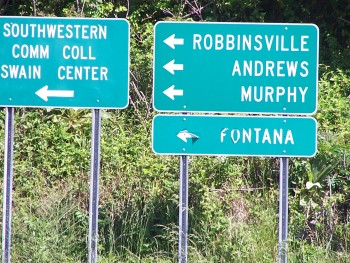 SOUTHWESTERN
COMM COLL
SWAIN CENTER
ROBBINSVILLE
ANDREWS
MURPHY
FONTANA